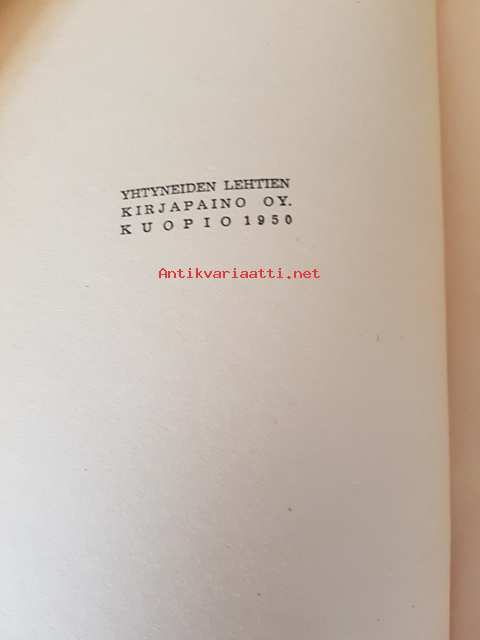 YHTYNEIDEN LEHTIEN
KIRJAPAINO OY.
KUOPIO 1950
Antikvariaatti.net